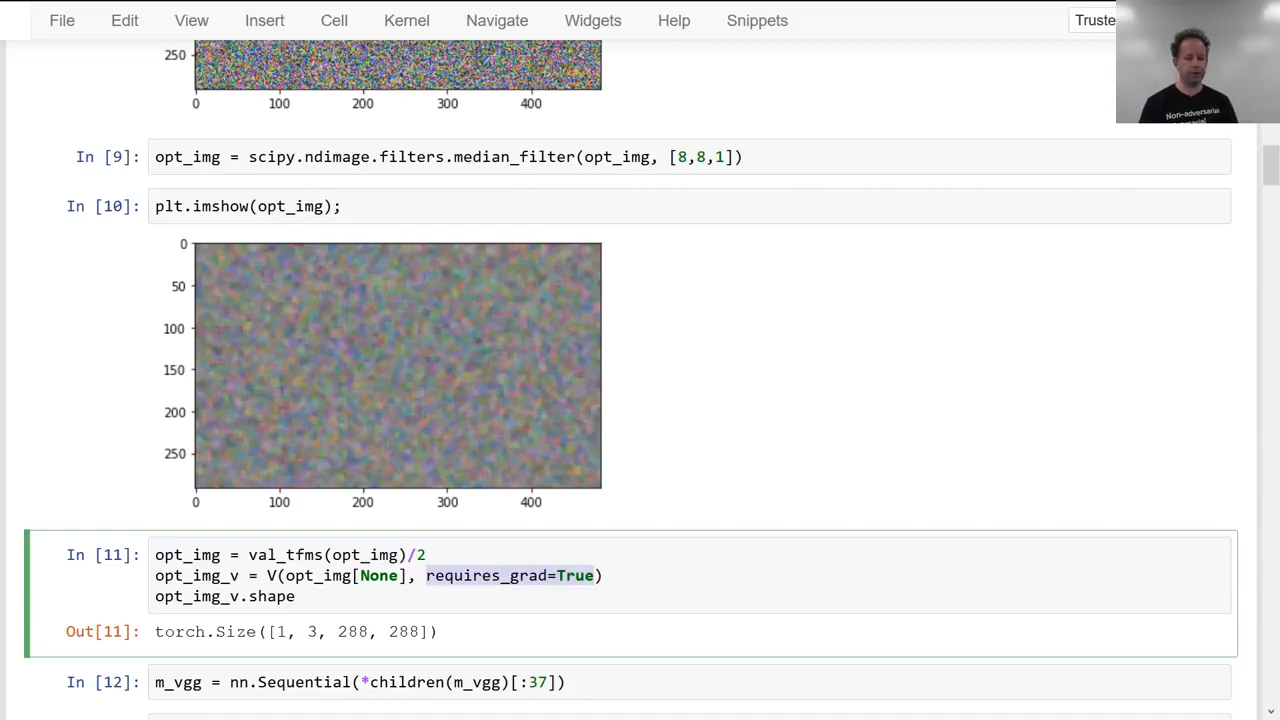 File Edit View Insert Cell Kernel Navigate Widgets Help Snippets Truste
250
0 100 200 300 400
In [9]: opt_img = scipy.ndimage.filters.median_filter(opt_img, [8,8,1])
In [10]: plt.imshow(opt_img);
0
50
100
150
200
250
0 100 200 300 400
In [11]: opt_img = val_tfms(opt_img)/2
opt_img_v = V(opt_img[None], requires_grad=True)
opt_img_v.shape
Out[11]: torch.Size([1, 3, 288, 288])
In [12]: m_vgg = nn.Sequential(*children(m_vgg)[:37])
Non-adversarial